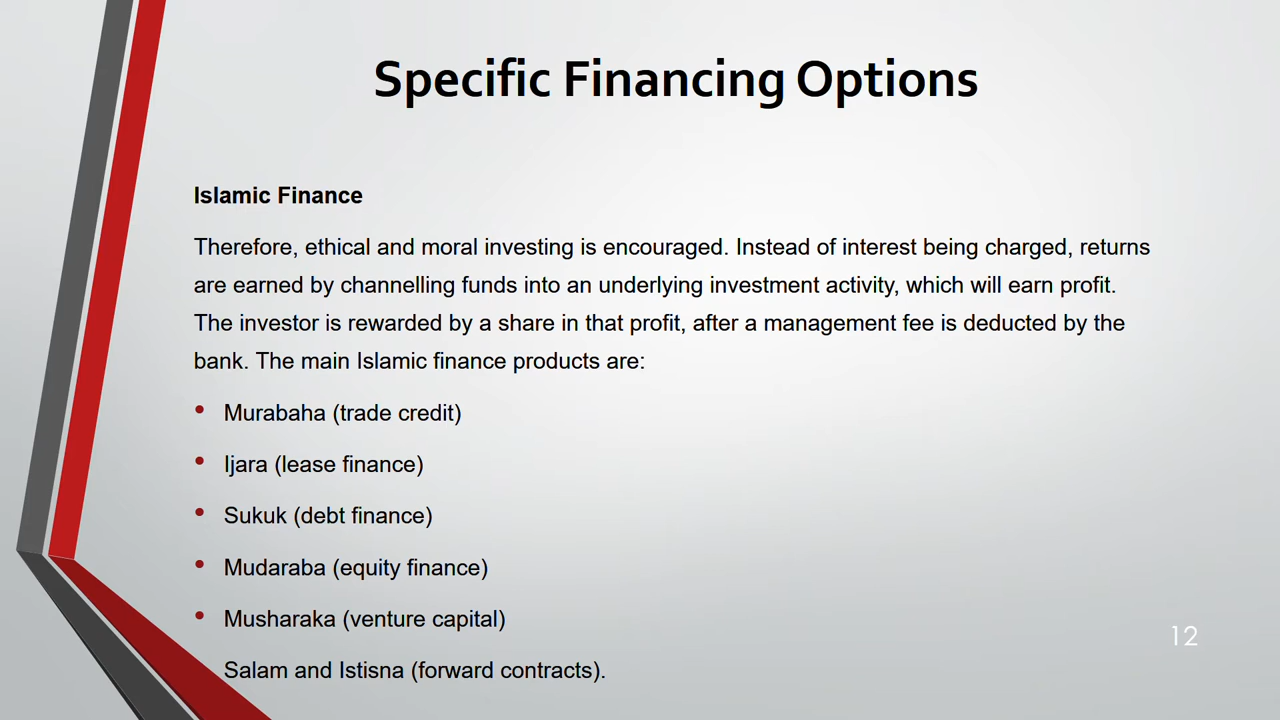 Specific Financing Options
Islamic Finance
Therefore, ethical and moral investing is encouraged. Instead of interest being charged, returns
are earned by channelling funds into an underlying investment activity, which will earn profit.
The investor is rewarded by a share in that profit, after a management fee is deducted by the
bank. The main Islamic finance products are:
• Murabaha (trade credit)
• Ijara (lease finance)
• Sukuk (debt finance)
• Mudaraba (equity finance)
• Musharaka (venture capital)
Salam and Istisna (forward contracts).
12